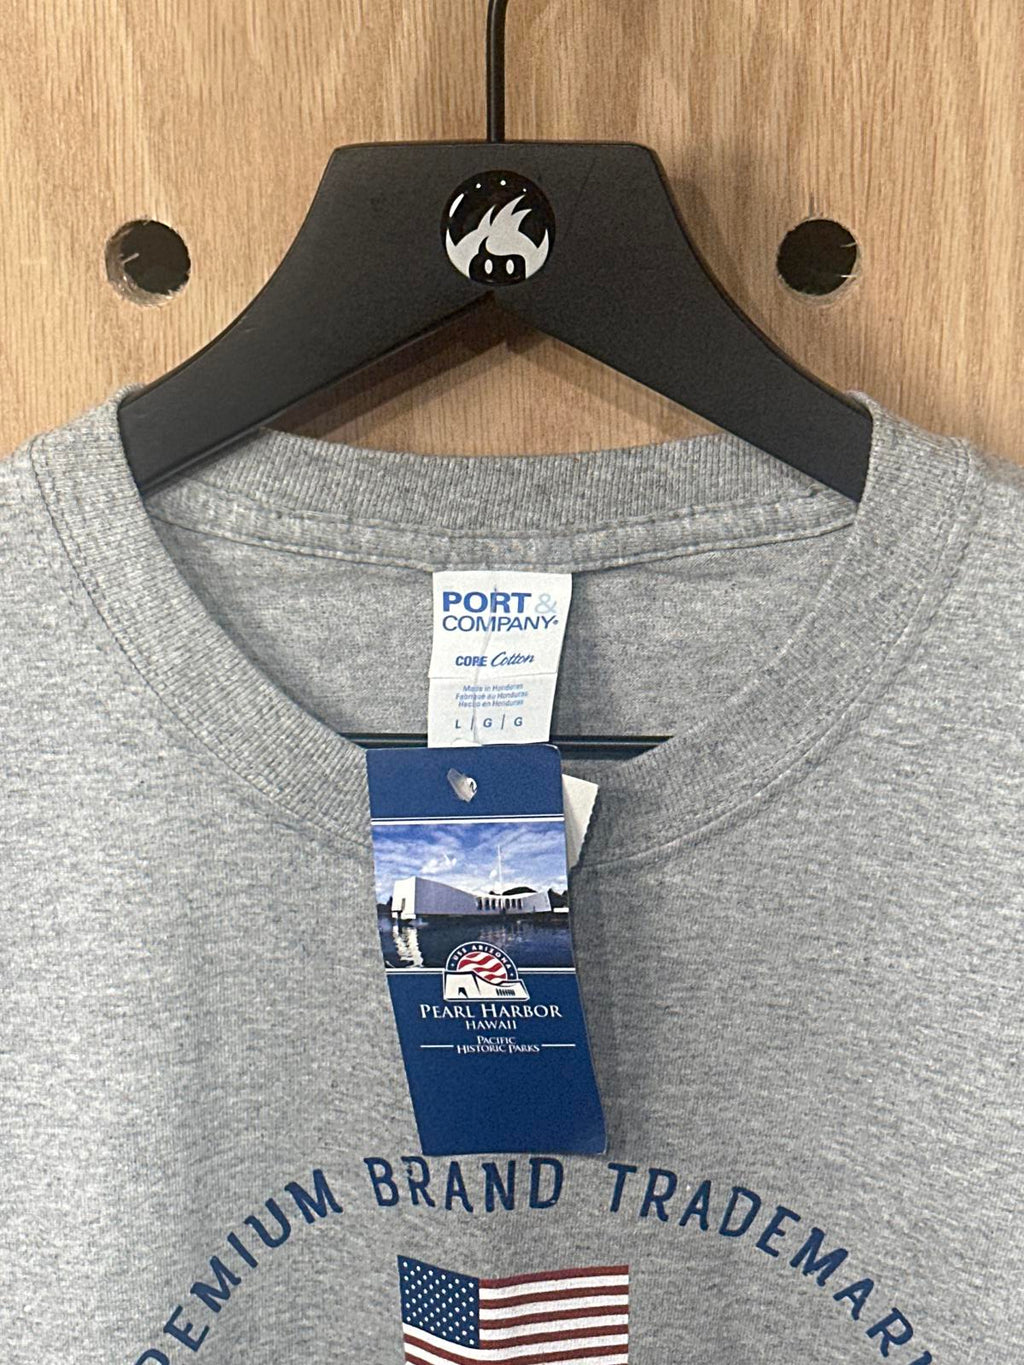 PORT &
COMPANY
CORE Cotton
Made in Honduras
Fabriqué au Honduras
Hecho en Honduras
L | G | G
USS ARIZONA
PEARL HARBOR
HAWAII
PACIFIC
HISTORIC PARKS
PREMIUM BRAND TRADEMARK